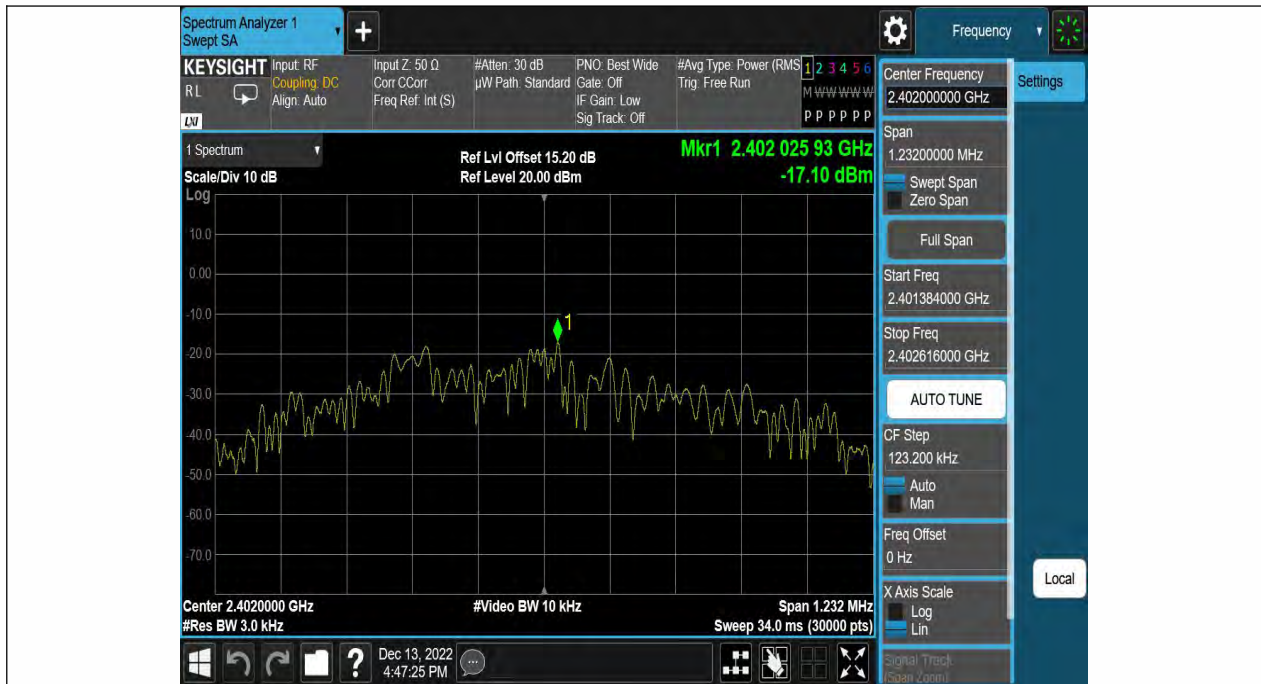 Spectrum Analyzer 1
Swept SA
Frequency
KEYSIGHT
RL
LXI
Input: RF
Coupling: DC
Align: Auto
Input Z: 50 Ω
Corr CCorr
Freq Ref: Int (S)
#Atten: 30 dB
µW Path: Standard
PNO: Best Wide
Gate: Off
IF Gain: Low
Sig Track: Off
#Avg Type: Power (RMS
Trig: Free Run
1 2 3 4 5 6
M W W W W W
P P P P P P
1 Spectrum
Scale/Div 10 dB
Log
Ref Lvl Offset 15.20 dB
Ref Level 20.00 dBm
Mkr1 2.402 025 93 GHz
-17.10 dBm
10.0
0.00
-10.0
-20.0
-30.0
-40.0
-50.0
-60.0
-70.0
1
Center 2.4020000 GHz
#Res BW 3.0 kHz
#Video BW 10 kHz
Span 1.232 MHz
Sweep 34.0 ms (30000 pts)
Dec 13, 2022
4:47:25 PM
Center Frequency
2.402000000 GHz
Settings
Span
1.23200000 MHz
Swept Span
Zero Span
Full Span
Start Freq
2.401384000 GHz
Stop Freq
2.402616000 GHz
AUTO TUNE
CF Step
123.200 kHz
Auto
Man
Freq Offset
0 Hz
X Axis Scale
Log
Lin
Signal Track
(Span Zoom)
Local